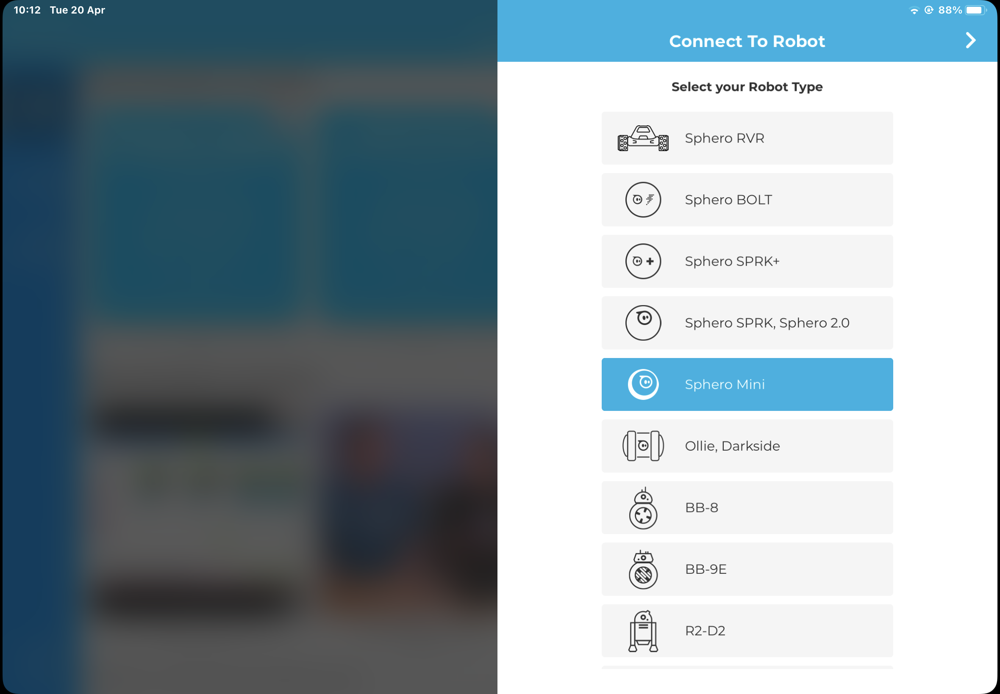 10:12 Tue 20 Apr
88%
Connect To Robot
Select your Robot Type
Sphero RVR
Sphero BOLT
Sphero SPRK+
Sphero SPRK, Sphero 2.0
Sphero Mini
Ollie, Darkside
BB-8
BB-9E
R2-D2